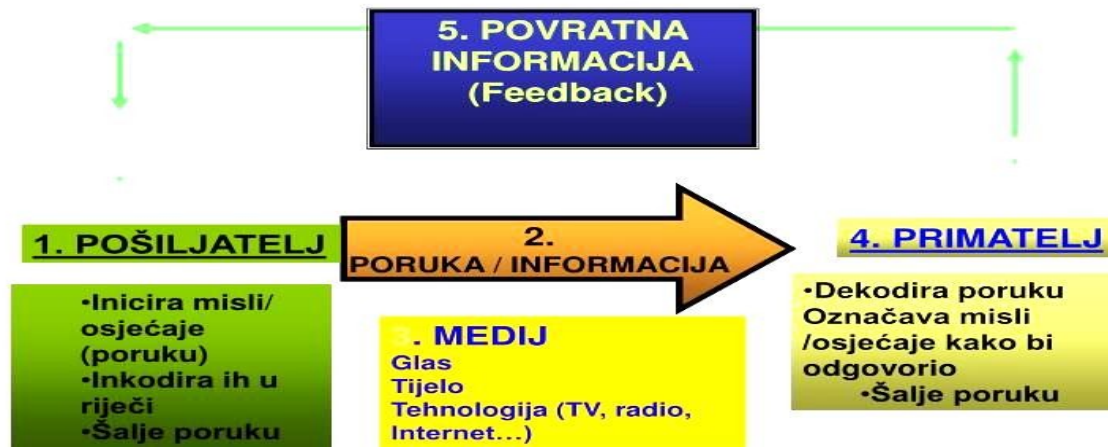 5. POVRATNA
INFORMACIJA
(Feedback)
1. POŠILJATELJ
2.
PORUKA / INFORMACIJA
4. PRIMATELJ
•Inicira misli/
osjećaje
(poruku)
•Inkodira ih u
riječi
•Šalje poruku
3. MEDIJ
Glas
Tijelo
Tehnologija (TV, radio,
Internet...)
•Dekodira poruku
Označava misli
/osjećaje kako bi
odgovorio
•Šalje poruku